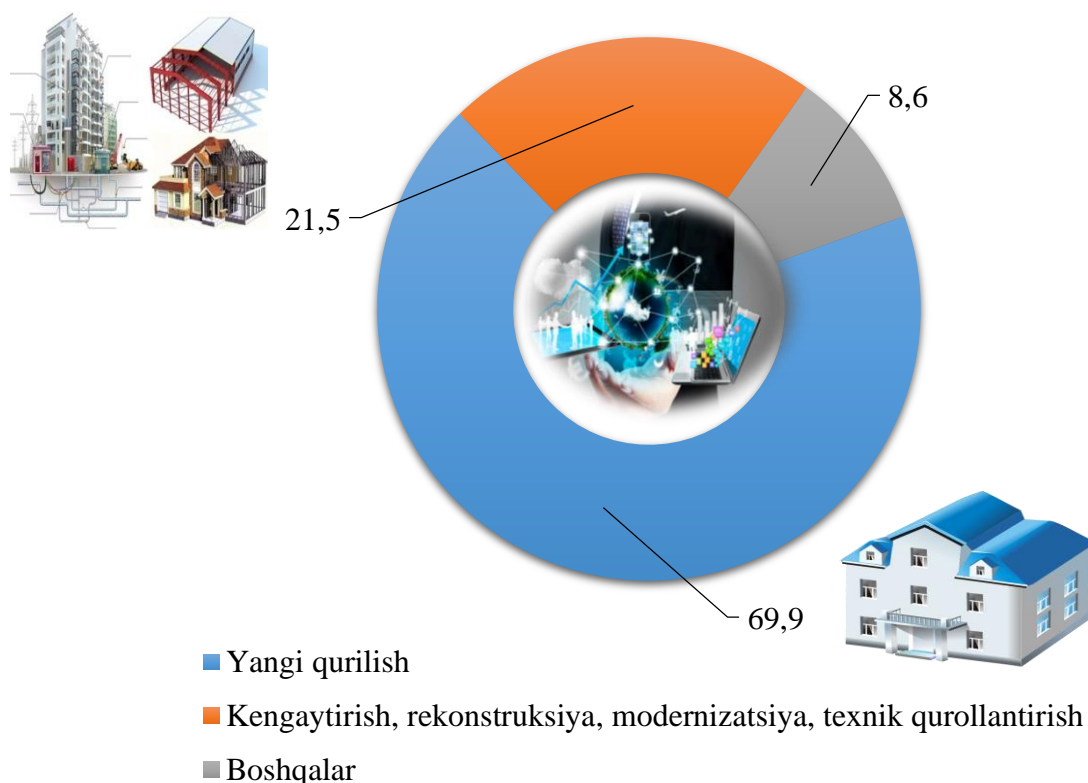 8,6
21,5
69,9
Yangi qurilish
Kengaytirish, rekonstruksiya, modernizatsiya, texnik qurollantirish
Boshqalar